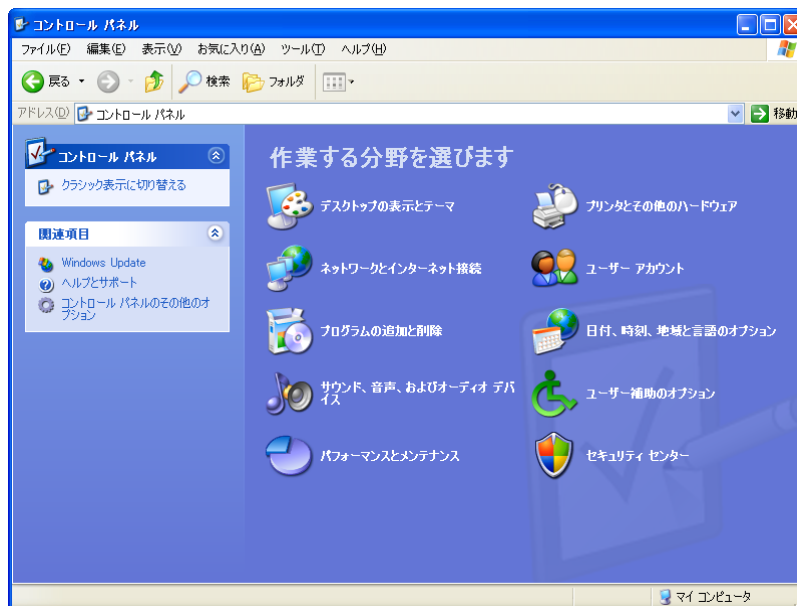 コントロール パネル
ファイル(F) 編集(E) 表示(V) お気に入り(A) ツール(T) ヘルプ(H)
戻る 検索 フォルダ
アドレス(D) コントロール パネル 移動
コントロール パネル
クラシック表示に切り替える
関連項目
Windows Update
ヘルプとサポート
コントロール パネルのその他のオ
プション
作業する分野を選びます
デスクトップの表示とテーマ
プリンタとその他のハードウェア
ネットワークとインターネット接続
ユーザー アカウント
プログラムの追加と削除
日付、時刻、地域と言語のオプション
サウンド、音声、およびオーディオ デバ
イス
ユーザー補助のオプション
パフォーマンスとメンテナンス
セキュリティ センター
マイ コンピュータ